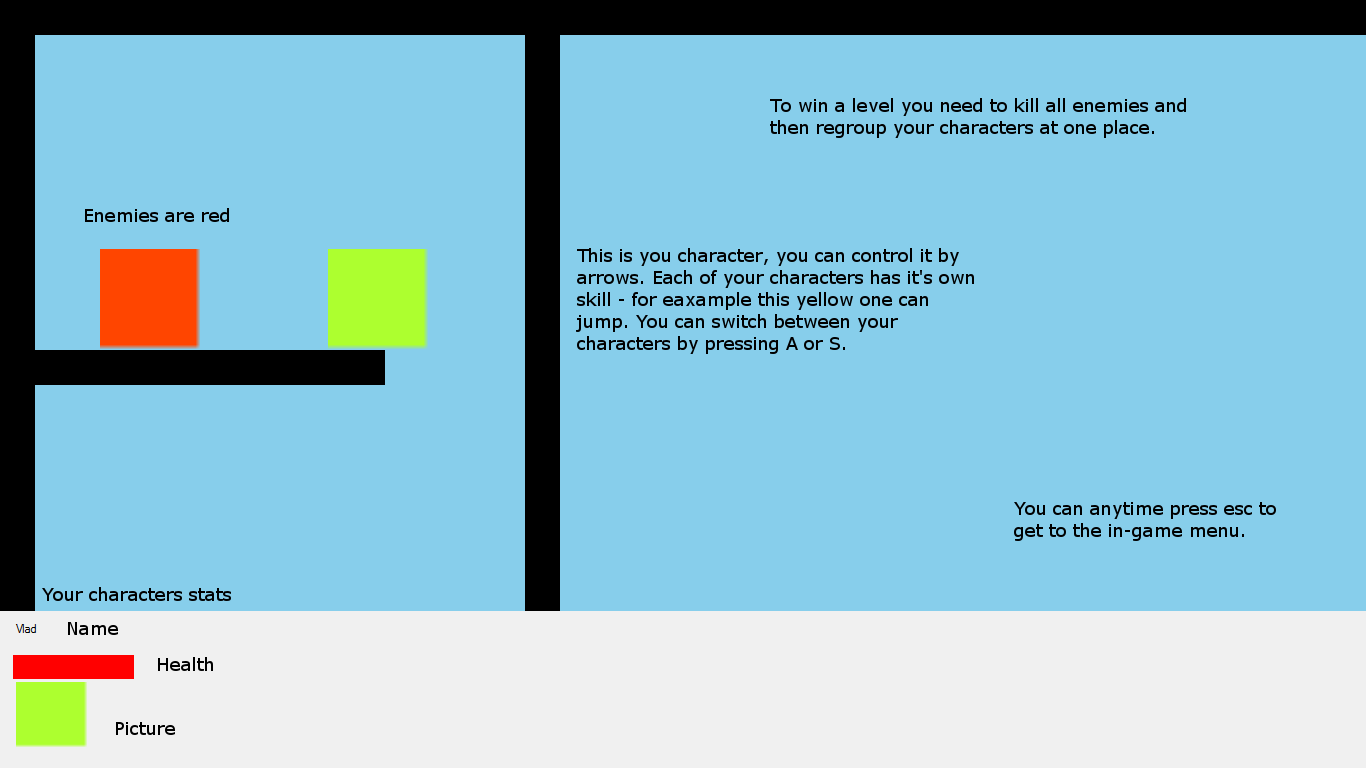 To win a level you need to kill all enemies and
then regroup your characters at one place.
Enemies are red
This is you character, you can control it by
arrows. Each of your characters has it's own
skill - for eaxample this yellow one can
jump. You can switch between your
characters by pressing A or S.
You can anytime press esc to
get to the in-game menu.
Your characters stats
Vlad Name
Health
Picture